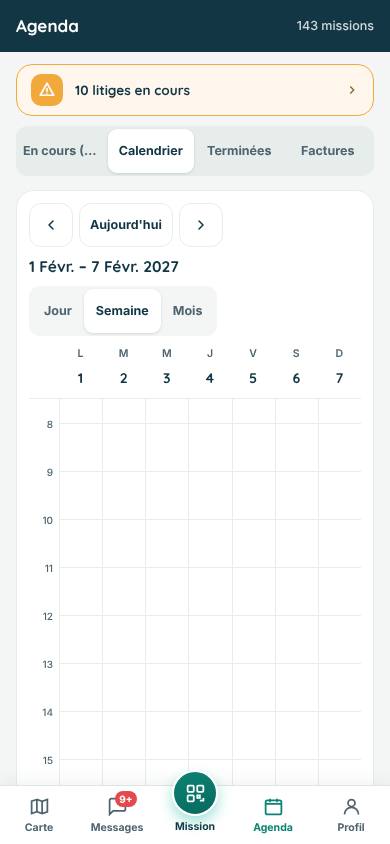 Agenda
143 missions
10 litiges en cours
En cours (...
Calendrier
Terminées
Factures
Aujourd'hui
1 Févr. – 7 Févr. 2027
Jour
Semaine
Mois
L M M J V S D
1 2 3 4 5 6 7
8
9
10
11
12
13
14
15
9+
Carte
Messages
Mission
Agenda
Profil